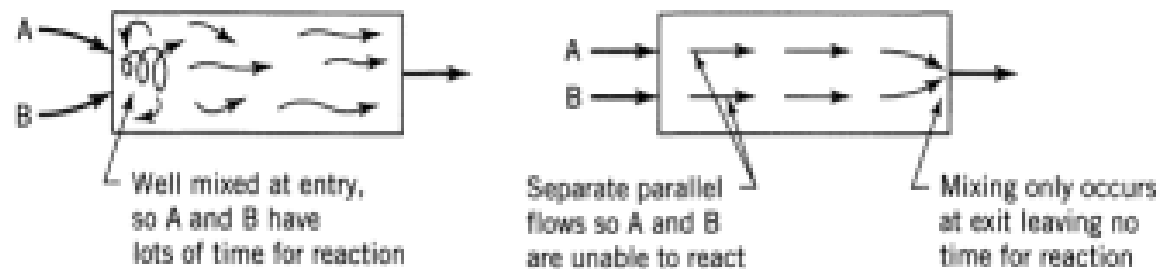 A
B
Well mixed at entry,
so A and B have
lots of time for reaction
A
B
Separate parallel
flows so A and B
are unable to react
Mixing only occurs
at exit leaving no
time for reaction